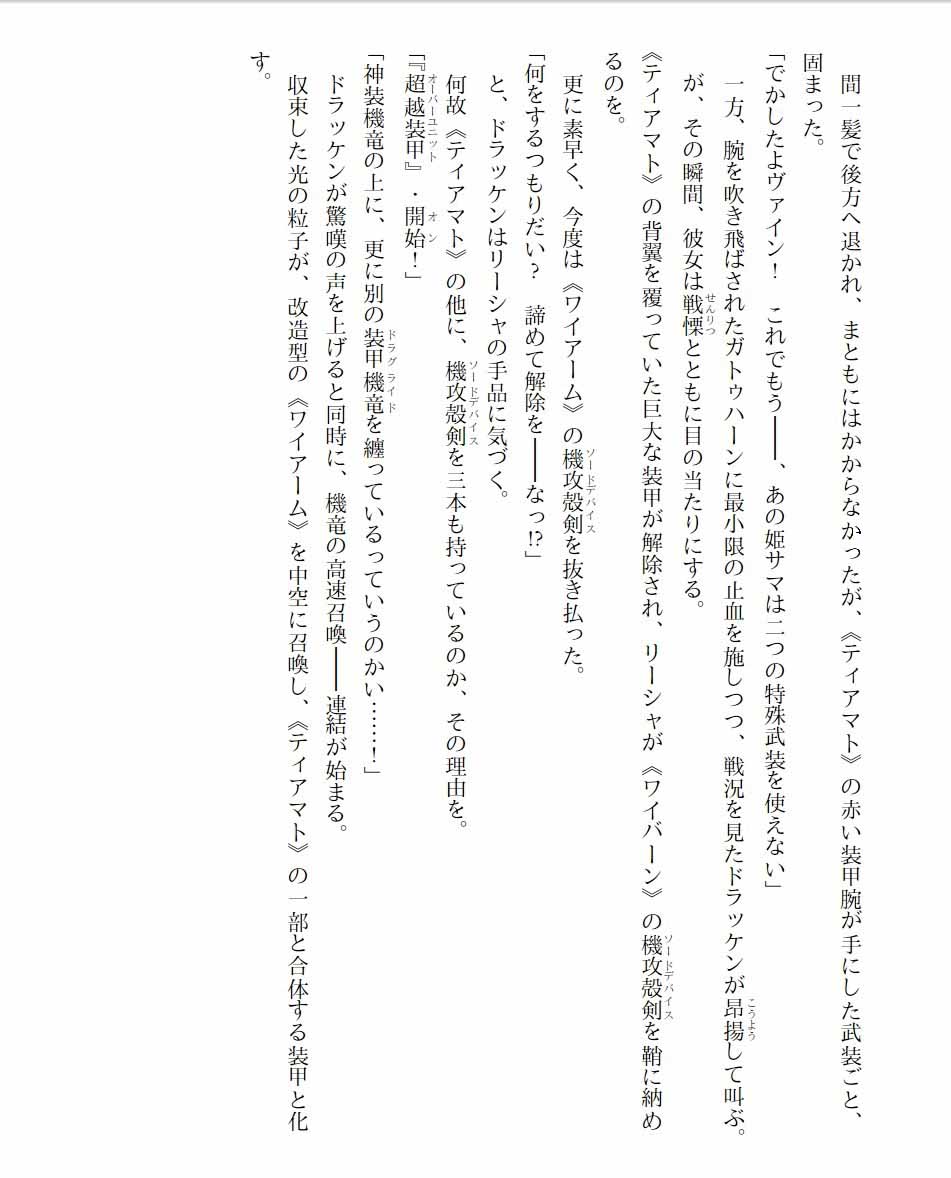 間一髪で後方へ退かれ、まともにはかからなかったが、《ティアマト》の赤い装甲腕が手にした武装ごと、
固まった。
「でかしたよヴァイン！　これでもう――、あの姫サマは二つの特殊武装を使えない」
　一方、腕を吹き飛ばされたガトゥハーンに最小限の止血を施しつつ、戦況を見たドラッケンが昂揚こうようして叫ぶ。
　が、その瞬間、彼女は戦慄せんりつとともに目の当たりにする。
《ティアマト》の背翼を覆っていた巨大な装甲が解除され、リーシャが《ワイバーン》の機攻殻剣ソードデバイスを鞘に納め
るのを。
　更に素早く、今度は《ワイアーム》の機攻殻剣ソードデバイスを抜き払った。
「何をするつもりだい？　諦めて解除を――なっ!?」
　と、ドラッケンはリーシャの手品に気づく。
　何故《ティアマト》の他に、機攻殻剣ソードデバイスを三本も持っているのか、その理由を。
「『超越装甲オーバーユニット』・開始オン！」
「神装機竜の上に、更に別の装甲機竜ドラグライドを纏っているっていうのかい……！」
　ドラッケンが驚嘆の声を上げると同時に、機竜の高速召喚――連結が始まる。
　収束した光の粒子が、改造型の《ワイアーム》を中空に召喚し、《ティアマト》の一部と合体する装甲と化
す。